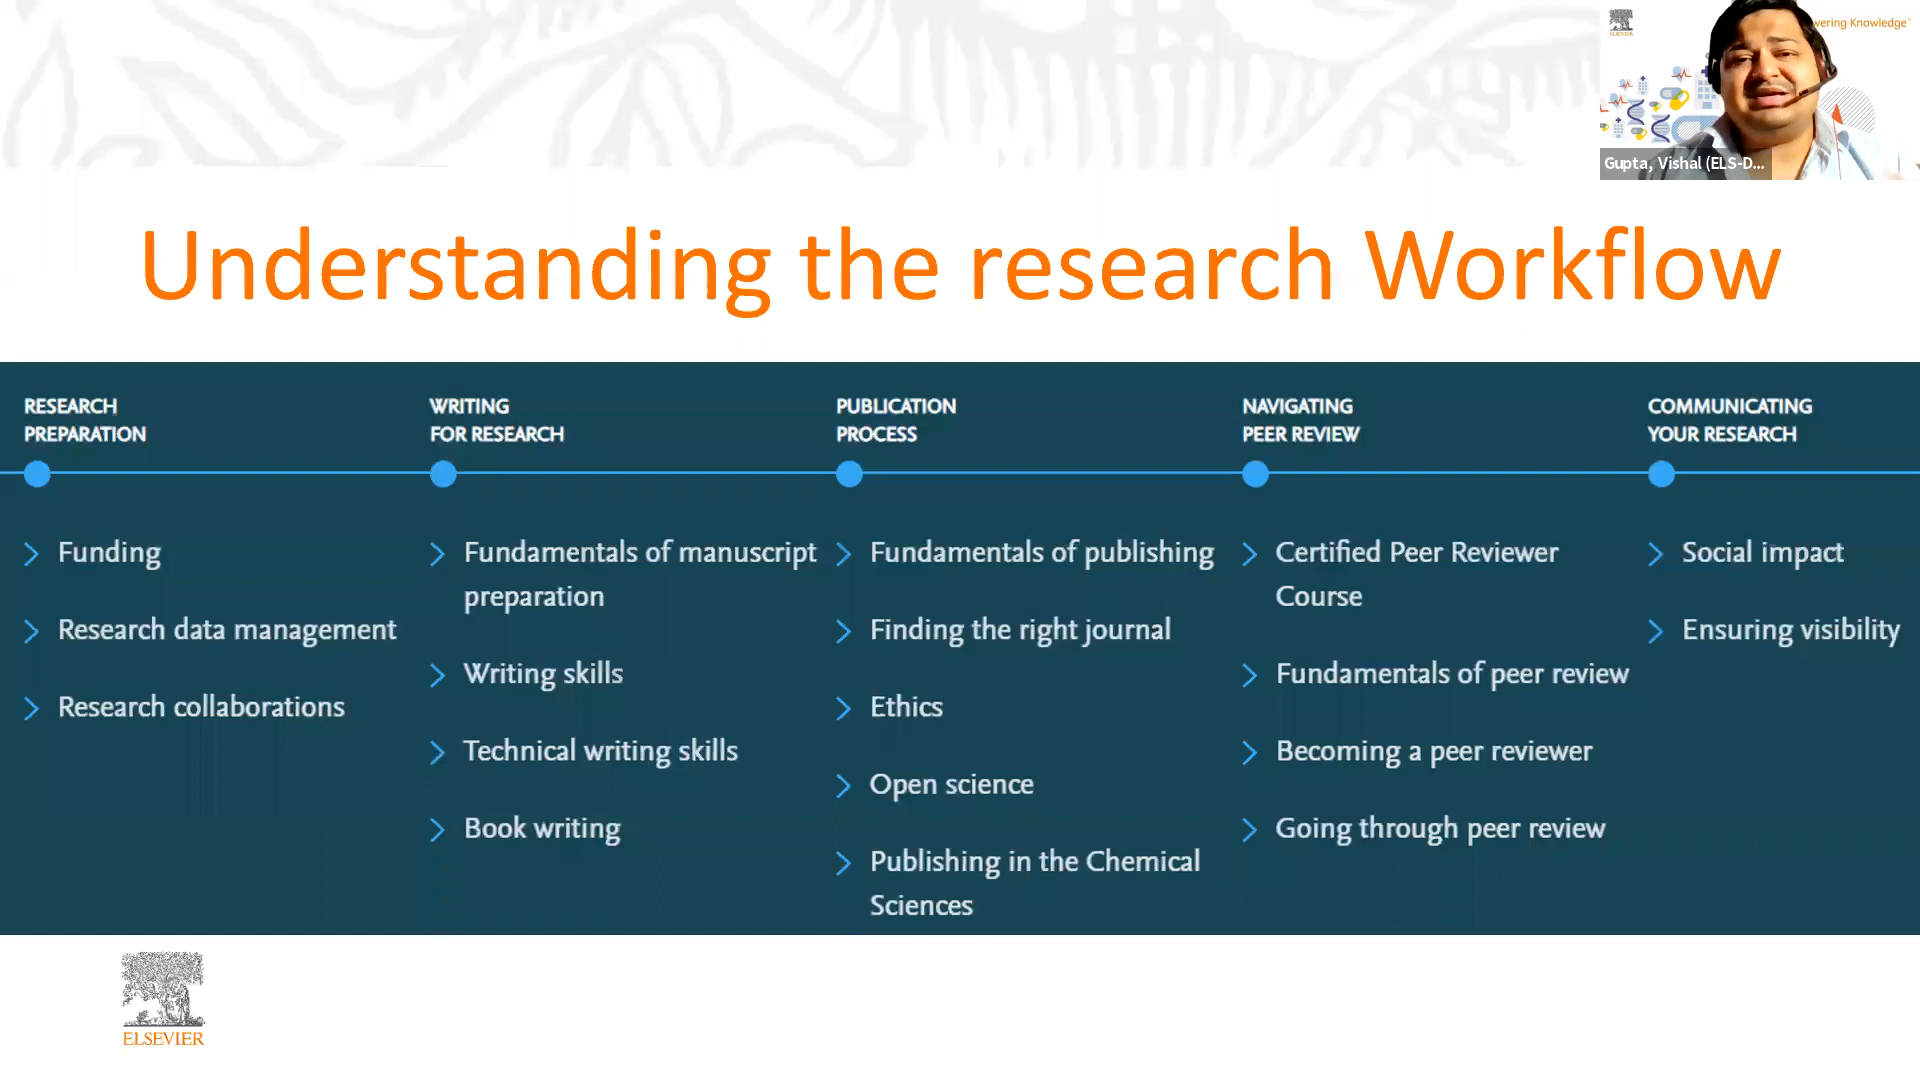 ELSEVIER
vering Knowledge™
Gupta, Vishal (ELS-D...
Understanding the research Workflow
RESEARCH
PREPARATION
Funding
Research data management
Research collaborations
WRITING
FOR RESEARCH
Fundamentals of manuscript
preparation
Writing skills
Technical writing skills
Book writing
PUBLICATION
PROCESS
Fundamentals of publishing
Finding the right journal
Ethics
Open science
Publishing in the Chemical
Sciences
NAVIGATING
PEER REVIEW
Certified Peer Reviewer
Course
Fundamentals of peer review
Becoming a peer reviewer
Going through peer review
COMMUNICATING
YOUR RESEARCH
Social impact
Ensuring visibility
ELSEVIER